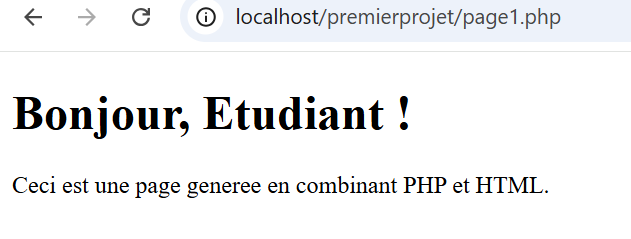 localhost/premierprojet/page1.php
Bonjour, Etudiant !
Ceci est une page generee en combinant PHP et HTML.